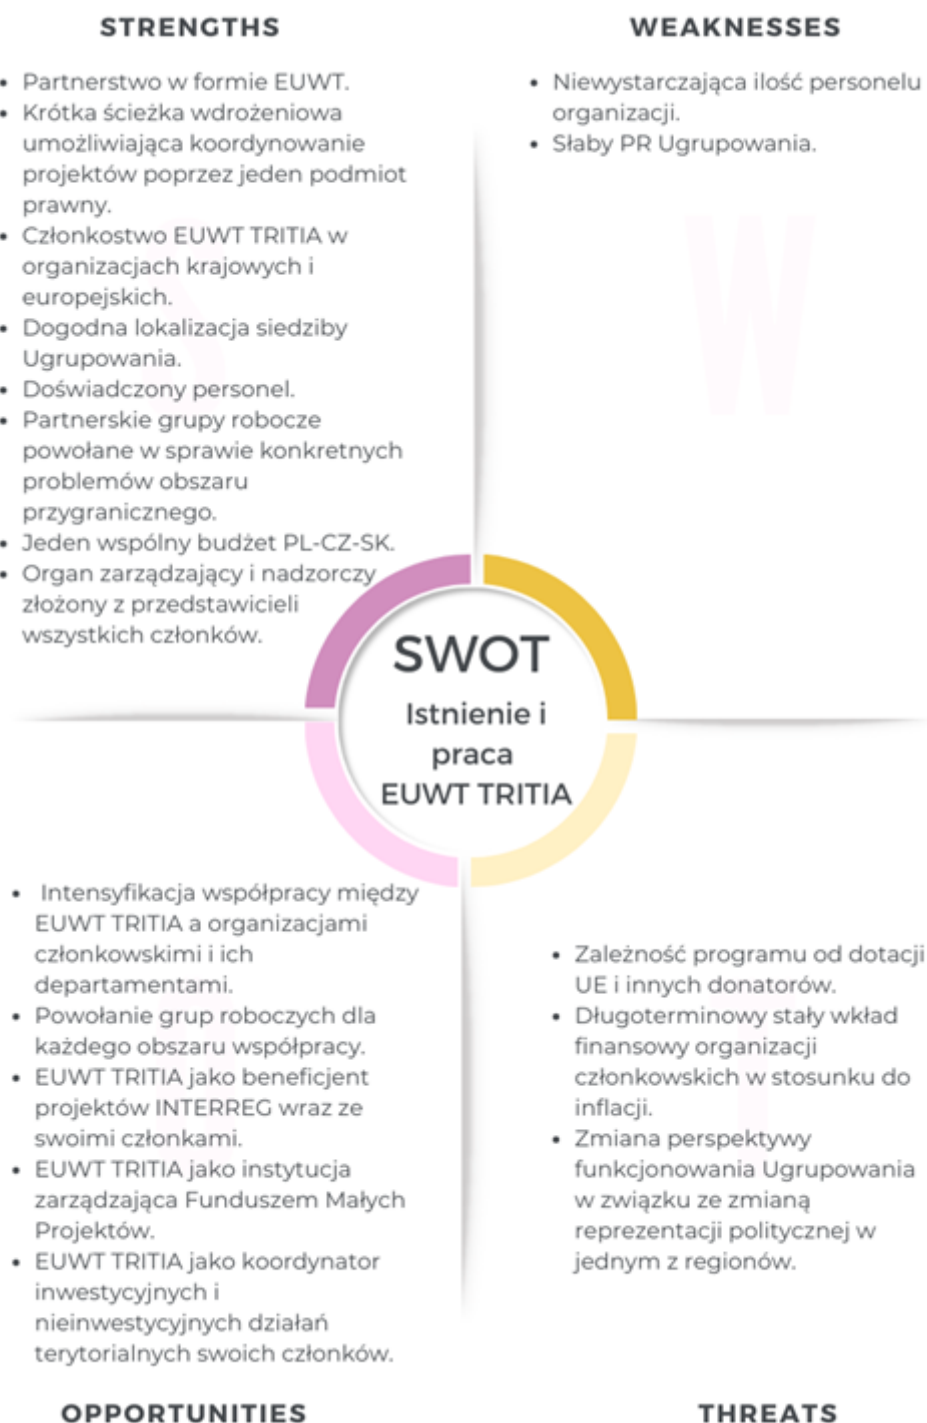 STRENGTHS
• Partnerstwo w formie EUWT.
• Krótka ścieżka wdrożeniowa
umożliwiająca koordynowanie
projektów poprzez jeden podmiot
prawny.
• Członkostwo EUWT TRITIA w
organizacjach krajowych i
europejskich.
• Dogodna lokalizacja siedziby
Ugrupowania.
• Doświadczony personel.
• Partnerskie grupy robocze
powołane w sprawie konkretnych
problemów obszaru
przygranicznego.
• Jeden wspólny budżet PL-CZ-SK.
• Organ zarządzający i nadzorczy
złożony z przedstawicieli
wszystkich członków.
WEAKNESSES
• Niewystarczająca ilość personelu
organizacji.
• Słaby PR Ugrupowania.
W
SWOT
Istnienie i
praca
EUWT TRITIA
• Intensyfikacja współpracy między
EUWT TRITIA a organizacjami
członkowskimi i ich
departamentami.
• Powołanie grup roboczych dla
każdego obszaru współpracy.
• EUWT TRITIA jako beneficjent
projektów INTERREG wraz ze
swoimi członkami.
• EUWT TRITIA jako instytucja
zarządzająca Funduszem Małych
Projektów.
• EUWT TRITIA jako koordynator
inwestycyjnych i
nieinwestycyjnych działań
terytorialnych swoich członków.
OPPORTUNITIES
• Zależność programu od dotacji
UE i innych donatorów.
• Długoterminowy stały wkład
finansowy organizacji
członkowskich w stosunku do
inflacji.
• Zmiana perspektywy
funkcjonowania Ugrupowania
w związku ze zmianą
reprezentacji politycznej w
jednym z regionów.
THREATS